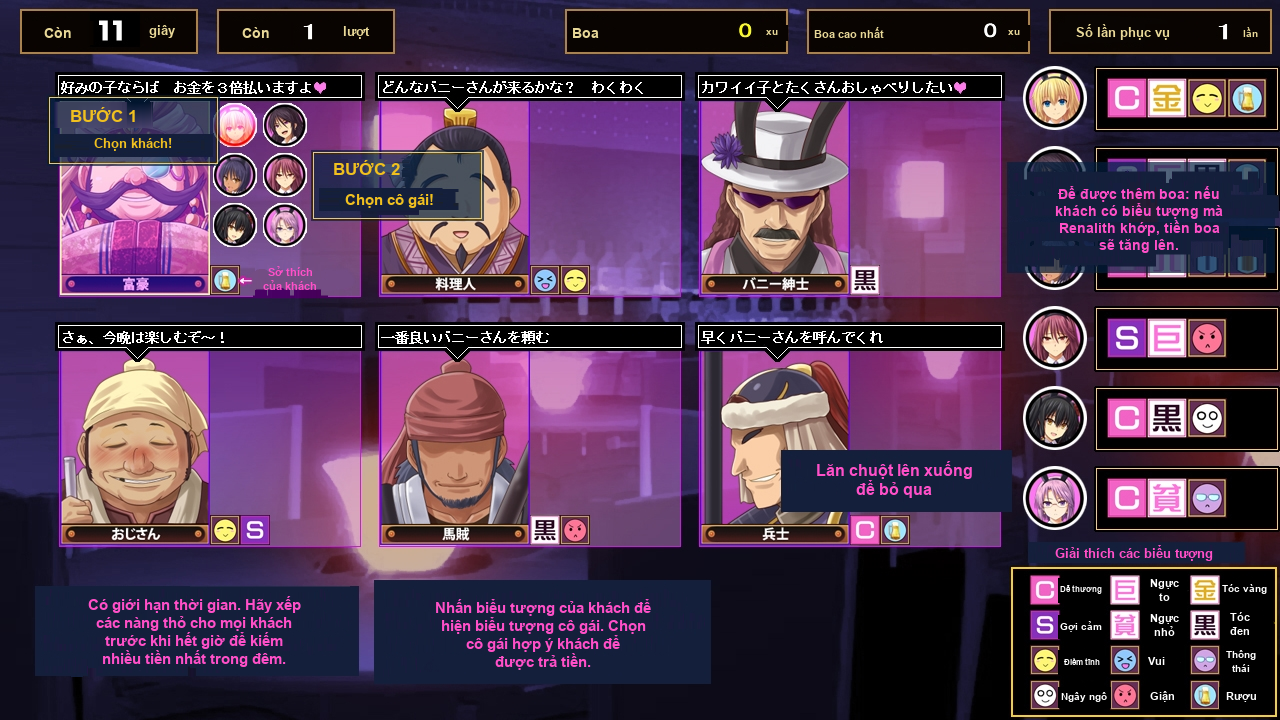 Còn 11 giây
Còn 1 lượt
Boa 0 xu
Boa cao nhất 0 xu
Số lần phục vụ 1 lần
好みの子ならば　お金を３倍払いますよ♥
どんなバニーさんが来るかな？　わくわく
カワイイ子とたくさんおしゃべりしたい♥
BƯỚC 1
Chọn khách!
BƯỚC 2
Chọn cô gái!
C 金
Để được thêm boa: nếu
khách có biểu tượng mà
Renalith khớp, tiền boa
sẽ tăng lên.
Sở thích
của khách
富豪
料理人
バニー紳士
黒
さぁ、今晩は楽しむぞ～！
一番良いバニーさんを頼む
早くバニーさんを呼んでくれ
S 巨
C 黒
Lăn chuột lên xuống
để bỏ qua
C 貧
おじさん
S
馬賊
黒
兵士
C
Giải thích các biểu tượng
Có giới hạn thời gian. Hãy xếp
các nàng thỏ cho mọi khách
trước khi hết giờ để kiếm
nhiều tiền nhất trong đêm.
Nhấn biểu tượng của khách để
hiện biểu tượng cô gái. Chọn
cô gái hợp ý khách để
được trả tiền.
C Dễ thương 巨 Ngực to 金 Tóc vàng
S Gợi cảm 貧 Ngực nhỏ 黒 Tóc đen
Điềm tĩnh Vui Thông thái
Ngây ngô Giận Rượu